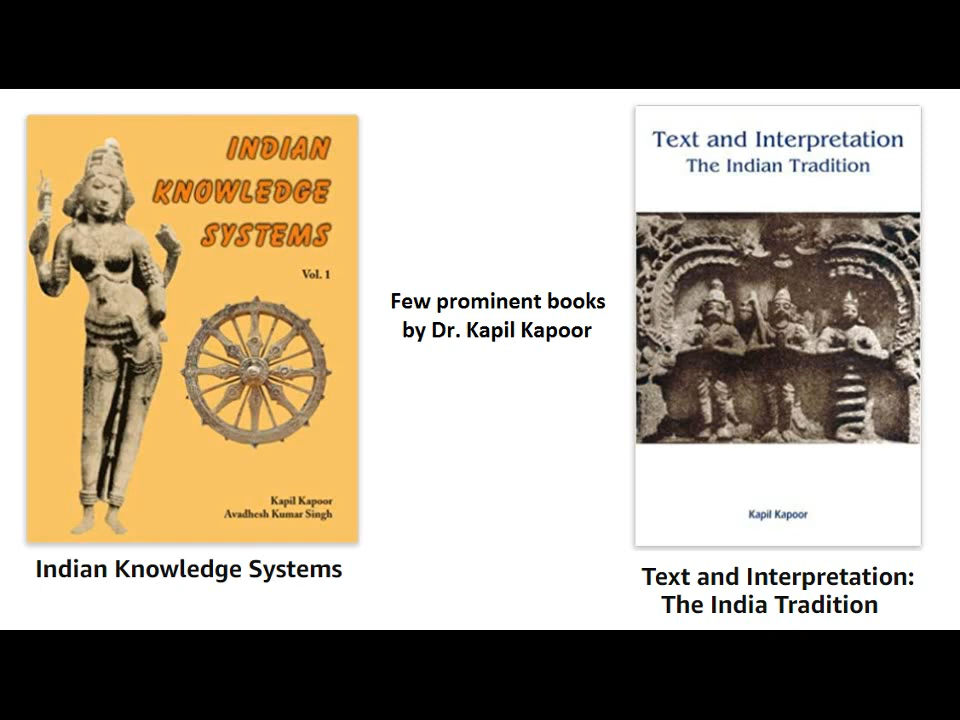 INDIAN
KNOWLEDGE
SYSTEMS
Vol. 1
Kapil Kapoor
Avadhesh Kumar Singh
Indian Knowledge Systems
Few prominent books
by Dr. Kapil Kapoor
Text and Interpretation
The Indian Tradition
Kapil Kapoor
Text and Interpretation:
The India Tradition